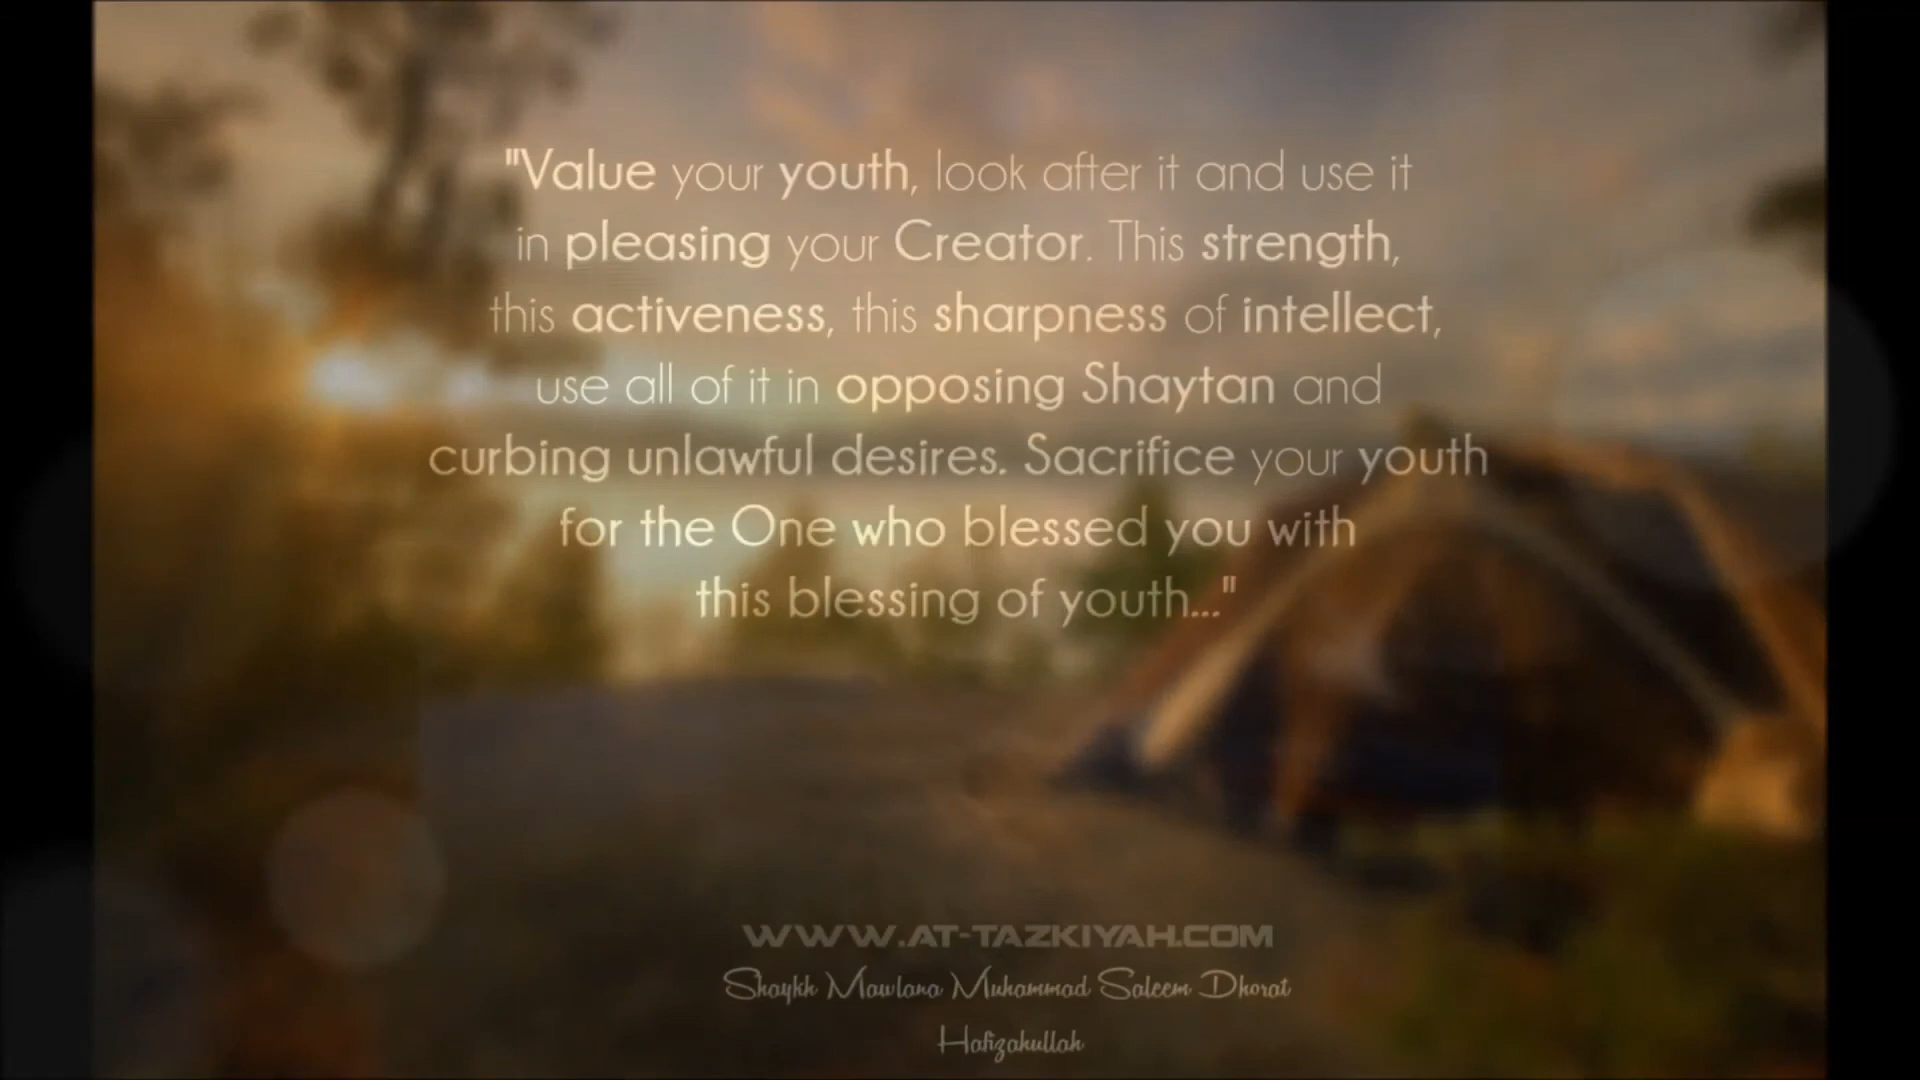 "Value your youth, look after it and use it
in pleasing your Creator. This strength,
this activeness, this sharpness of intellect,
use all of it in opposing Shaytan and
curbing unlawful desires. Sacrifice your youth
for the One who blessed you with
this blessing of youth..."
WWW.AT-TAZKIYAH.COM
Shaykh Mawlana Muhammad Saleem Dhorat
Hafizahullah